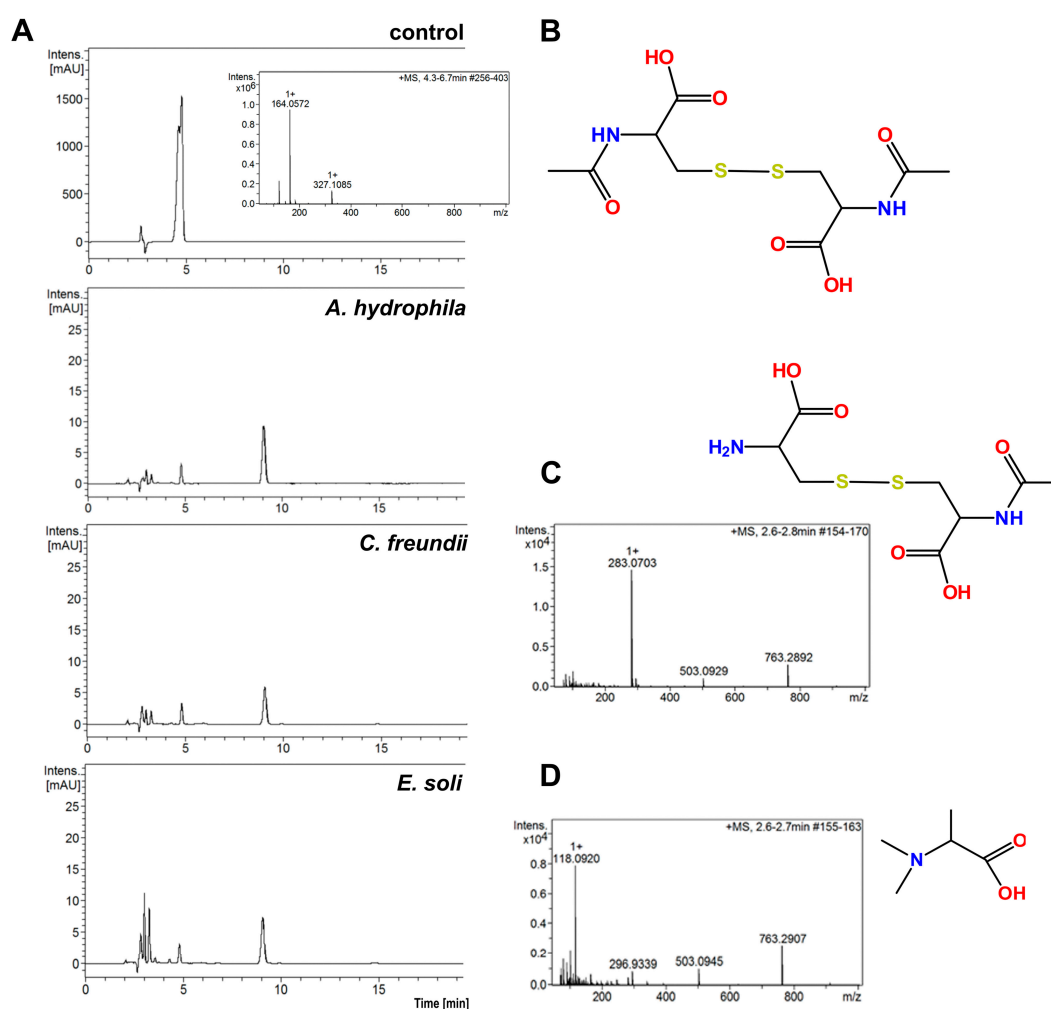 A
control
Intens.
[mAU]
1500
1000
500
0
0
5
10
15
Intens.
x10⁶
+MS, 4.3-6.7min #256-403
1+
164.0572
1+
327.1085
1.0
0.8
0.6
0.4
0.2
0.0
200
400
600
800
m/z
A. hydrophila
Intens.
[mAU]
25
20
15
10
5
0
0
5
10
15
C. freundii
Intens.
[mAU]
25
20
15
10
5
0
0
5
10
15
E. soli
Intens.
[mAU]
25
20
15
10
5
0
0
5
10
15
Time [min]
B
HO
O
HN
O
S
S
O
NH
O
OH
C
HO
O
H₂N
S
S
O
NH
O
OH
Intens.
x10⁴
+MS, 2.6-2.8min #154-170
1+
283.0703
503.0929
763.2892
1.5
1.0
0.5
0.0
200
400
600
800
m/z
D
Intens.
x10⁴
+MS, 2.6-2.7min #155-163
1+
118.0920
296.9339
503.0945
763.2907
1.0
0.8
0.6
0.4
0.2
0.0
200
400
600
800
m/z
N
O
OH